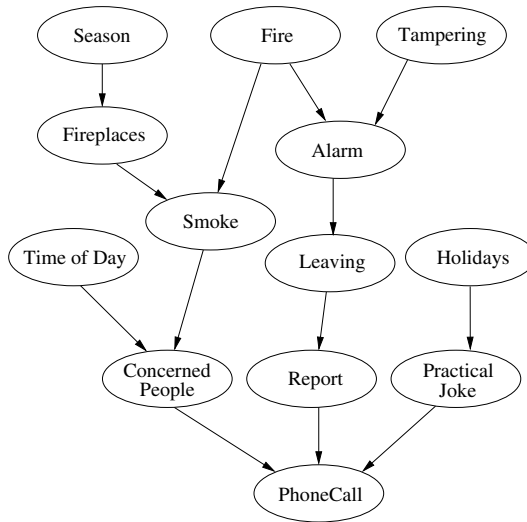 Season
Fire
Tampering
Fireplaces
Alarm
Smoke
Time of Day
Leaving
Holidays
Concerned
People
Report
Practical
Joke
PhoneCall